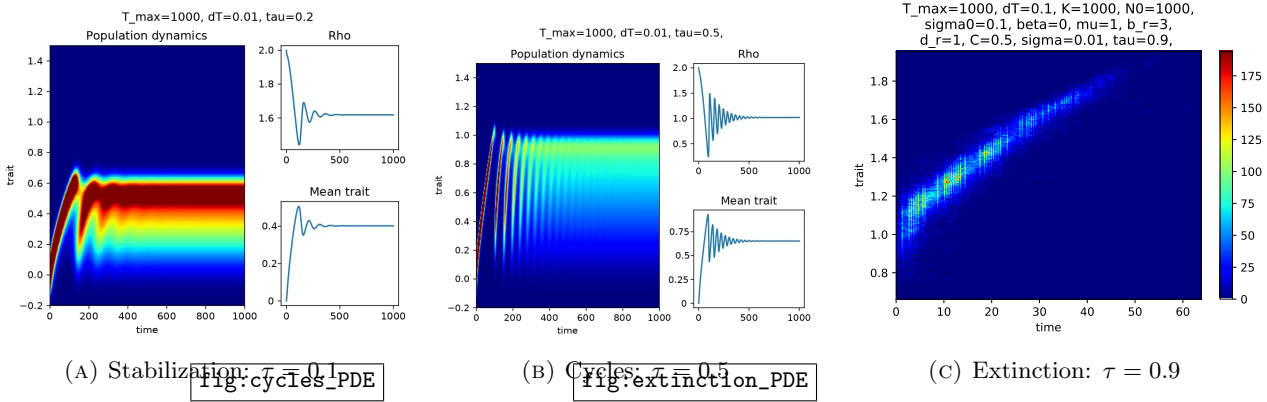 T_max=1000, dT=0.01, tau=0.2
Population dynamics
Rho
Mean trait
trait
time
1.4
1.2
1.0
0.8
0.6
0.4
0.2
0.0
−0.2
0 200 400 600 800 1000
2.0
1.8
1.6
0 500 1000
0.4
0.2
0
0 500 1000
T_max=1000, dT=0.01, tau=0.5,
Population dynamics
Rho
Mean trait
trait
time
1.4
1.2
1.0
0.8
0.6
0.4
0.2
0.0
−0.2
0 200 400 600 800 1000
2.0
1.5
1.0
0.5
0 500 1000
0.75
0.50
0.25
0
0 500 1000
T_max=1000, dT=0.1, K=1000, N0=1000,
sigma0=0.1, beta=0, mu=1, b_r=3,
d_r=1, C=0.5, sigma=0.01, tau=0.9,
trait
time
1.8
1.6
1.4
1.2
1.0
0.8
0 10 20 30 40 50 60
175
150
125
100
75
50
25
0
(A) Stabilization: τ = 0.1
fig:cycles_PDE
(B) Cycles: τ = 0.5
fig:extinction_PDE
(C) Extinction: τ = 0.9